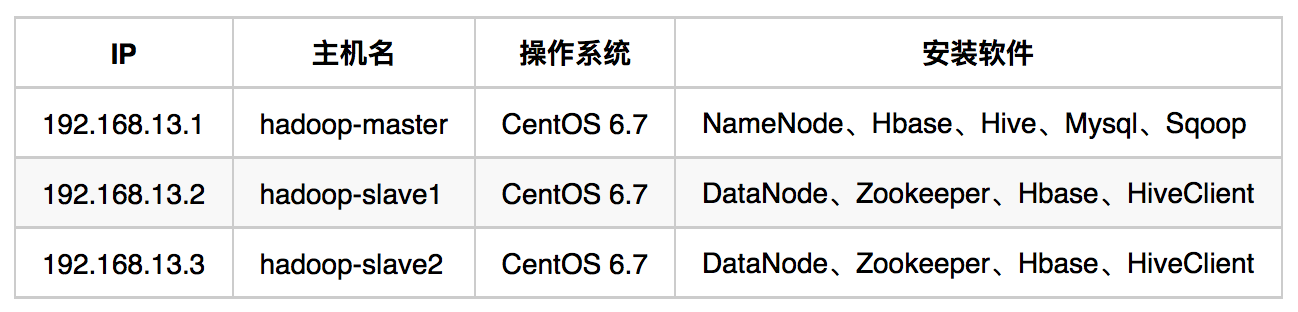 IP 主机名 操作系统 安装软件
192.168.13.1 hadoop-master CentOS 6.7 NameNode、Hbase、Hive、Mysql、Sqoop
192.168.13.2 hadoop-slave1 CentOS 6.7 DataNode、Zookeeper、Hbase、HiveClient
192.168.13.3 hadoop-slave2 CentOS 6.7 DataNode、Zookeeper、Hbase、HiveClient